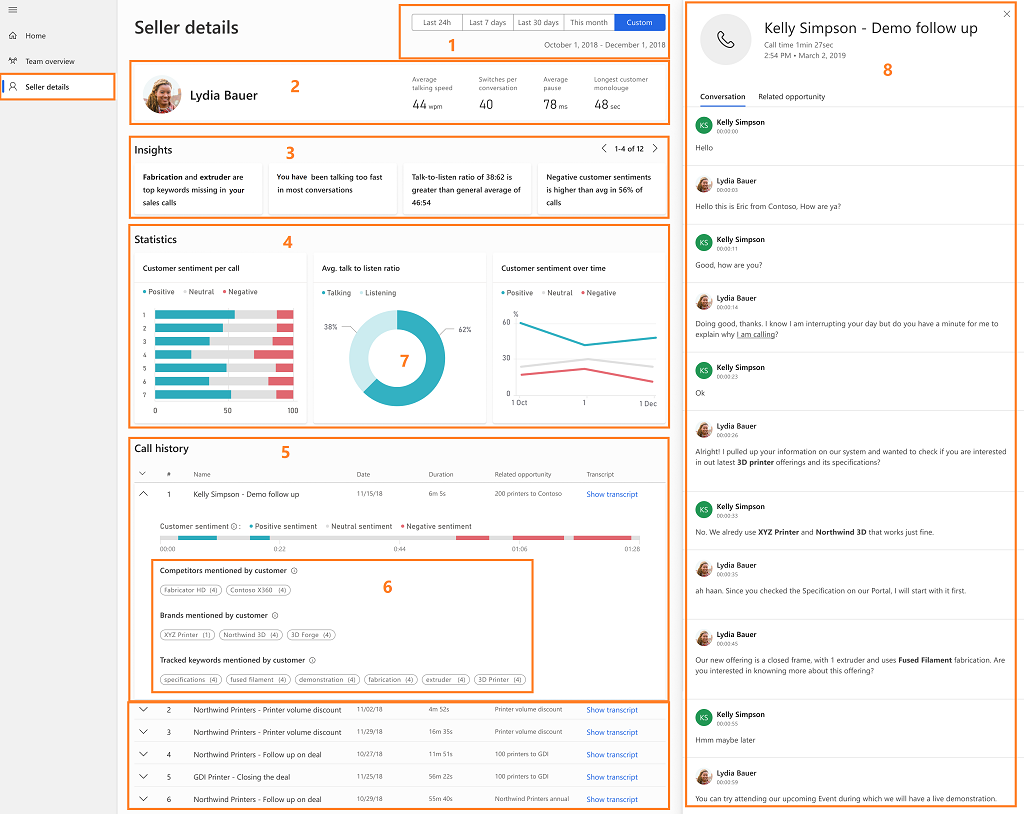 Home
Team overview
Seller details
Seller details
Last 24h Last 7 days Last 30 days This month Custom
1
October 1, 2018 - December 1, 2018
Lydia Bauer
2
Average talking speed
44 wpm
Switches per conversation
40
Average pause
78 ms
Longest customer monolouge
48 sec
Insights
3
1-4 of 12
Fabrication and extruder are
top keywords missing in your
sales calls
You have been talking too fast
in most conversations
Talk-to-listen ratio of 38:62 is
greater than general average of
46:54
Negative customer sentiments
is higher than avg in 56% of
calls
Statistics
4
Customer sentiment per call
Positive Neutral Negative
1
2
3
4
5
6
7
0 50 100
Avg. talk to listen ratio
Talking Listening
38%
62%
7
Customer sentiment over time
Positive Neutral Negative
%
60
30
0
1 Oct 1 1 Dec
Call history
5
# Name Date Duration Related opportunity Transcript
1 Kelly Simpson - Demo follow up 11/15/18 6m 5s 200 printers to Contoso Show transcript
Customer sentiment : Positive sentiment Neutral sentiment Negative sentiment
00:00 0:22 0:44 01:06 01:28
Competitors mentioned by customer
6
Fabricator HD (4) Contoso X360 (4)
Brands mentioned by customer
XYZ Printer (1) Northwind 3D (4) 3D Forge (4)
Tracked keywords mentioned by customer
specifications (4) fused filament (4) demonstration (4) fabrication (4) extruder (4) 3D Printer (4)
2 Northwind Printers - Printer volume discount 11/02/18 4m 52s Printer volume discount Show transcript
3 Northwind Printers - Printer volume discount 11/29/18 16m 35s Printer volume discount Show transcript
4 Northwind Printers - Follow up on deal 10/27/18 11m 51s 100 printers to GDI Show transcript
5 GDI Printer - Closing the deal 11/25/18 56m 22s 100 printers to GDI Show transcript
6 Northwind Printers - Follow up on deal 10/29/18 55m 40s Northwind Printers annual Show transcript
Kelly Simpson - Demo follow up
Call time 1min 27sec
2:54 PM • March 2, 2019
8
Conversation Related opportunity
KS
Kelly Simpson
00:00:00
Hello
Lydia Bauer
00:00:03
Hello this is Eric from Contoso, How are ya?
KS
Kelly Simpson
00:00:11
Good, how are you?
Lydia Bauer
00:00:14
Doing good, thanks. I know I am interrupting your day but do you have a minute for me to
explain why I am calling?
KS
Kelly Simpson
00:00:23
Ok
Lydia Bauer
00:00:26
Alright! I pulled up your information on our system and wanted to check if you are interested
in out latest 3D printer offerings and its specifications?
KS
Kelly Simpson
00:00:33
No. We alredy use XYZ Printer and Northwind 3D that works just fine.
Lydia Bauer
00:00:35
ah haan. Since you checked the Specification on our Portal, I will start with it first.
Lydia Bauer
00:00:45
Our new offering is a closed frame, with 1 extruder and uses Fused Filament fabrication. Are
you interested in knowning more about this offering?
KS
Kelly Simpson
00:00:55
Hmm maybe later
Lydia Bauer
00:00:59
You can try attending our upcoming Event during which we will have a live demonstration.